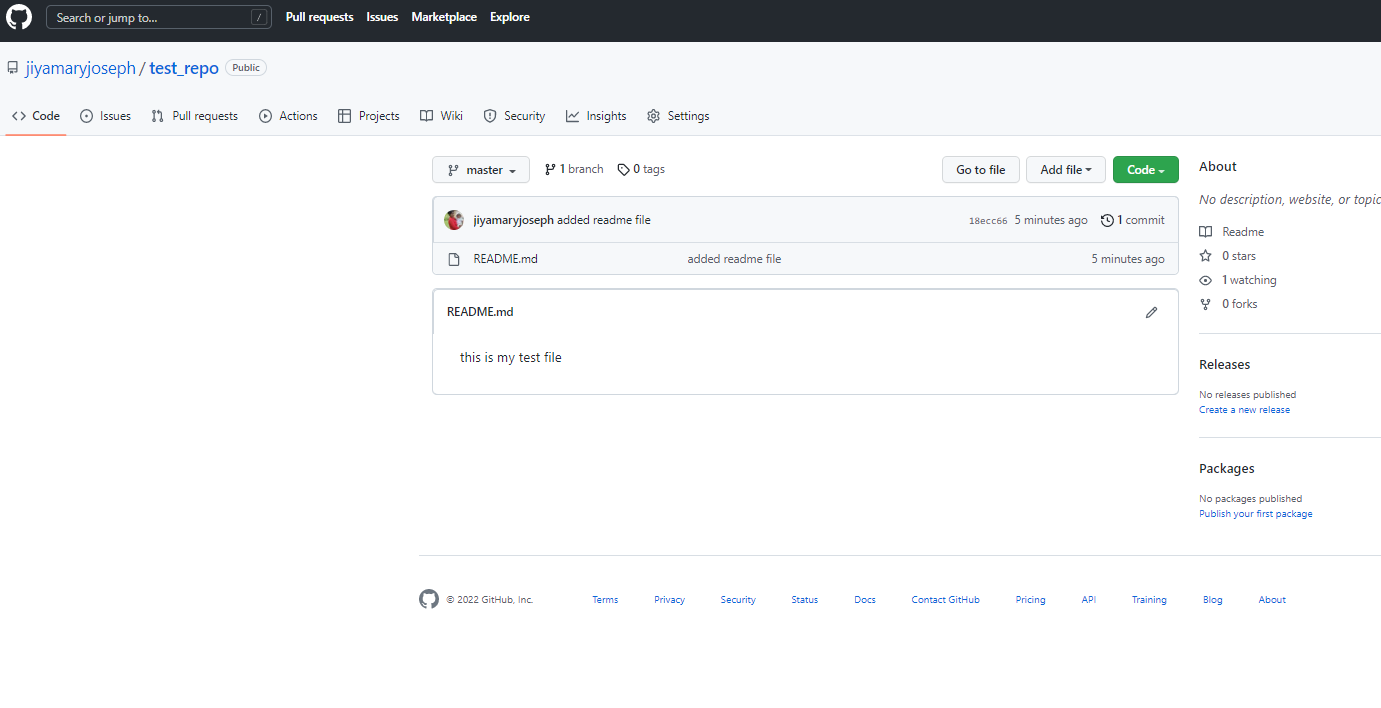 Search or jump to... /
Pull requests Issues Marketplace Explore
jiyamaryjoseph / test_repo Public
Code Issues Pull requests Actions Projects Wiki Security Insights Settings
master 1 branch 0 tags Go to file Add file Code
jiyamaryjoseph added readme file 18ecc66 5 minutes ago 1 commit
README.md added readme file 5 minutes ago
README.md
this is my test file
About
No description, website, or topic
Readme
0 stars
1 watching
0 forks
Releases
No releases published
Create a new release
Packages
No packages published
Publish your first package
© 2022 GitHub, Inc. Terms Privacy Security Status Docs Contact GitHub Pricing API Training Blog About